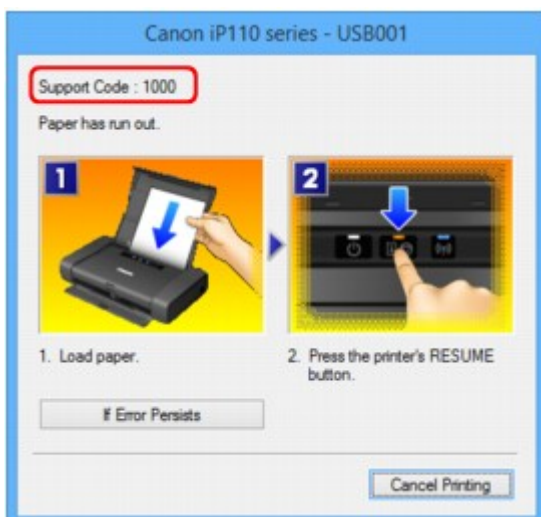 Canon iP110 series - USB001
Support Code : 1000
Paper has run out.
1
2
1. Load paper.
2. Press the printer's RESUME
button.
If Error Persists
Cancel Printing